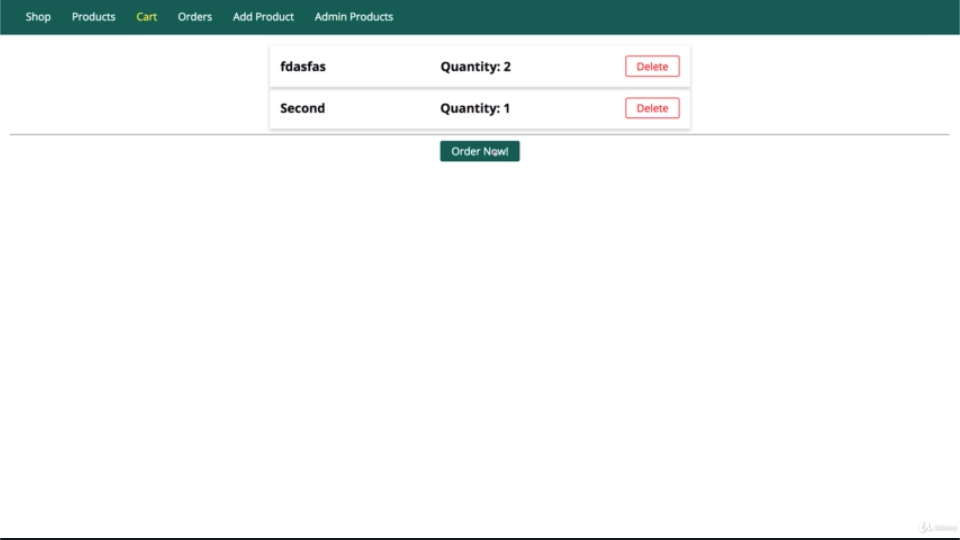 Shop Products Cart Orders Add Product Admin Products
fdasfas Quantity: 2 Delete
Second Quantity: 1 Delete
Order Now!
Udemy